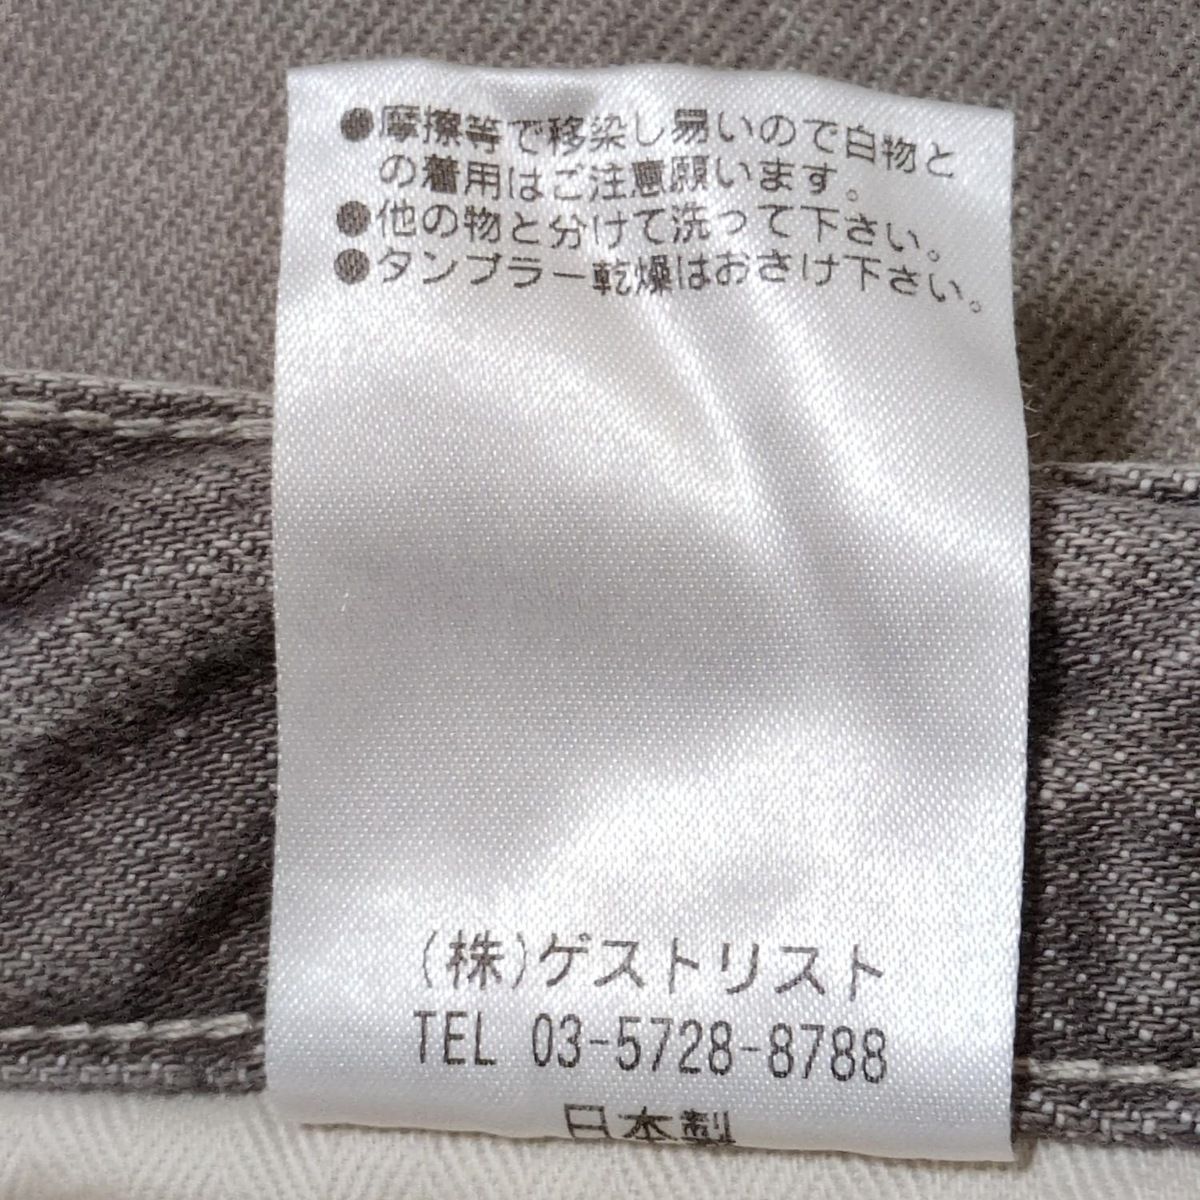 ●摩擦等で移染し易いので白物と
の着用はご注意願います。
●他の物と分けて洗って下さい。
●タンブラー乾燥はおさけ下さい。
(株)ゲストリスト
TEL 03-5728-8788
日本製